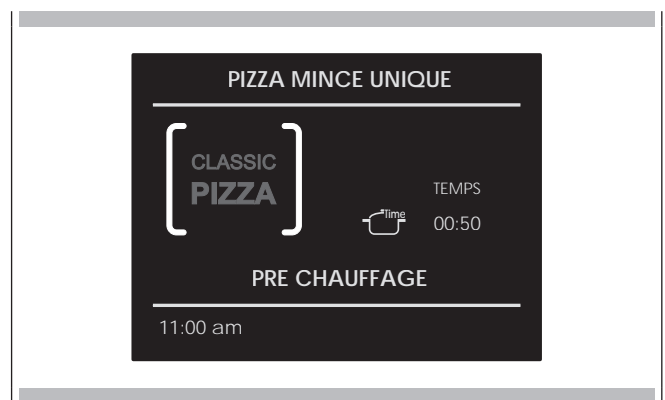 PIZZA MINCE UNIQUE
CLASSIC
PIZZA
TEMPS
Time
00:50
PRE CHAUFFAGE
11:00 am